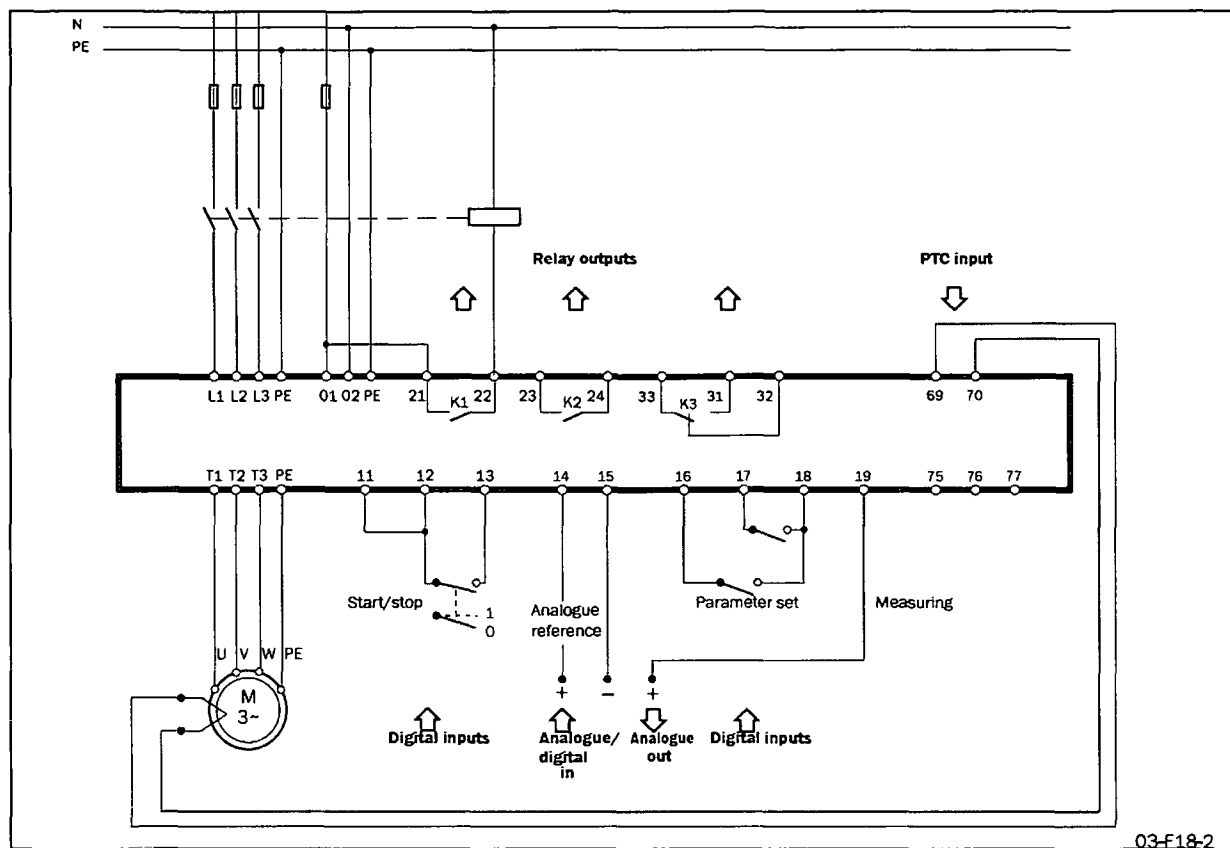 N
PE
Relay outputs
PTC input
L1 L2 L3 PE 01 02 PE 21 22 23 24 33 31 32 69 70
K1 K2 K3
T1 T2 T3 PE 11 12 13 14 15 16 17 18 19 75 76 77
Start/stop
1
0
Analogue
reference
Parameter set
Measuring
U V W PE
M
3~
+ – +
Digital inputs
Analogue/
digital
in
Analogue
out
Digital inputs
03-F18-2